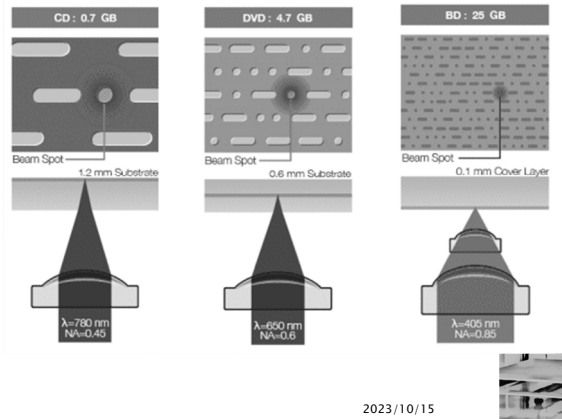 CD : 0.7 GB
DVD : 4.7 GB
BD : 25 GB
Beam Spot
Beam Spot
Beam Spot
1.2 mm Substrate
0.6 mm Substrate
0.1 mm Cover Layer
λ=780 nm
NA=0.45
λ=650 nm
NA=0.6
λ=405 nm
NA=0.85
2023/10/15